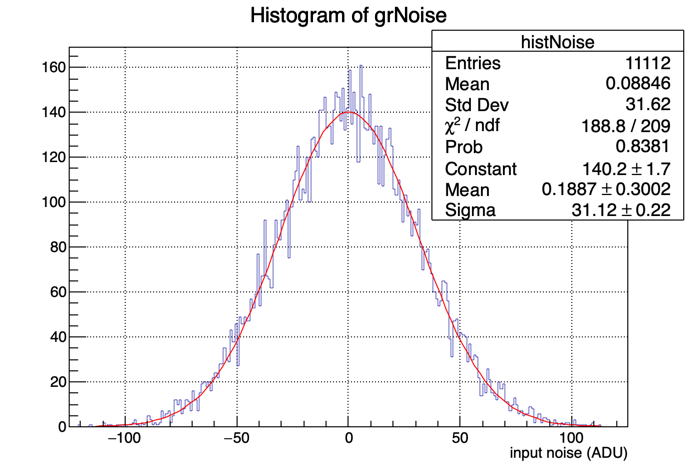 Histogram of grNoise
histNoise
Entries 11112
Mean 0.08846
Std Dev 31.62
χ² / ndf 188.8 / 209
Prob 0.8381
Constant 140.2 ± 1.7
Mean 0.1887 ± 0.3002
Sigma 31.12 ± 0.22
160
140
120
100
80
60
40
20
0
−100 −50 0 50 100
input noise (ADU)